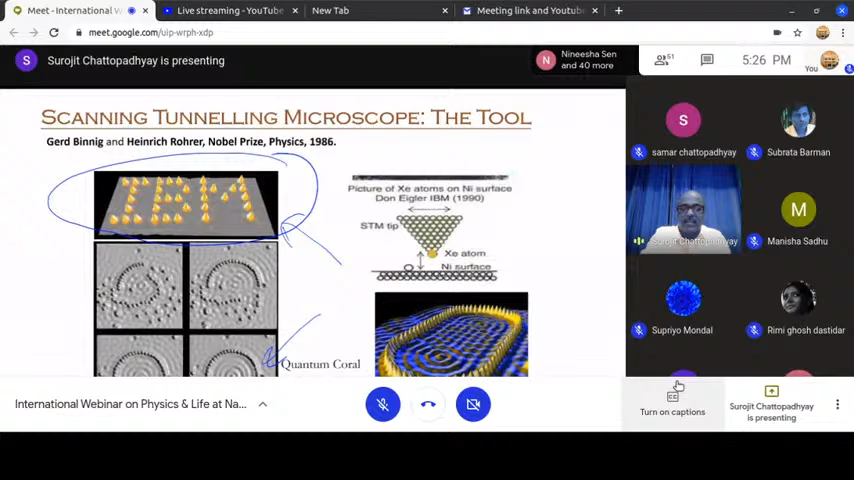 Meet - International W
Live streaming - YouTube
New Tab
Meeting link and Youtube
meet.google.com/uip-wrph-xdp
S
Surojit Chattopadhyay is presenting
N
Nineesha Sen
and 40 more
51
5:26 PM
You
SCANNING TUNNELLING MICROSCOPE: THE TOOL
Gerd Binnig and Heinrich Rohrer, Nobel Prize, Physics, 1986.
IBM
Picture of Xe atoms on Ni surface
Don Eigler IBM (1990)
STM tip
Xe atom
Ni surface
Quantum Coral
S
samar chattopadhyay
Subrata Barman
Surojit Chattopadhyay
M
Manisha Sadhu
Supriyo Mondal
Rimi ghosh dastidar
International Webinar on Physics & Life at Na...
CC
Turn on captions
Surojit Chattopadhyay
is presenting